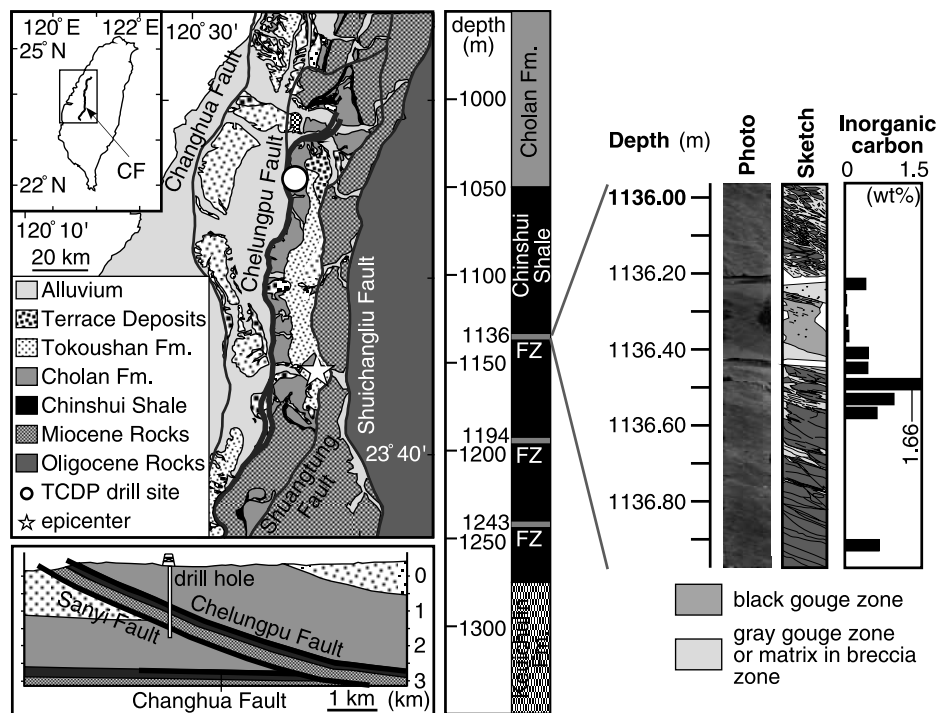 120°E 122°E
25°N
CF
22°N
120°10'
20 km
120°30'
Changhua Fault
Chelungpu Fault
Shuichangliu Fault
Shuangtung
Fault
23°40'
Alluvium
Terrace Deposits
Tokoushan Fm.
Cholan Fm.
Chinshui Shale
Miocene Rocks
Oligocene Rocks
TCDP drill site
epicenter
drill hole
Sanyi Fault
Chelungpu Fault
Changhua Fault
1 km
0
1
2
3
(km)
depth
(m)
1000
1050
1100
1136
1150
1194
1200
1243
1250
1300
Cholan Fm.
Chinshui
Shale
FZ
FZ
FZ
Depth (m)
1136.00
1136.20
1136.40
1136.60
1136.80
Photo
Sketch
Inorganic
carbon
0 1.5
(wt%)
1.66
black gouge zone
gray gouge zone
or matrix in breccia
zone